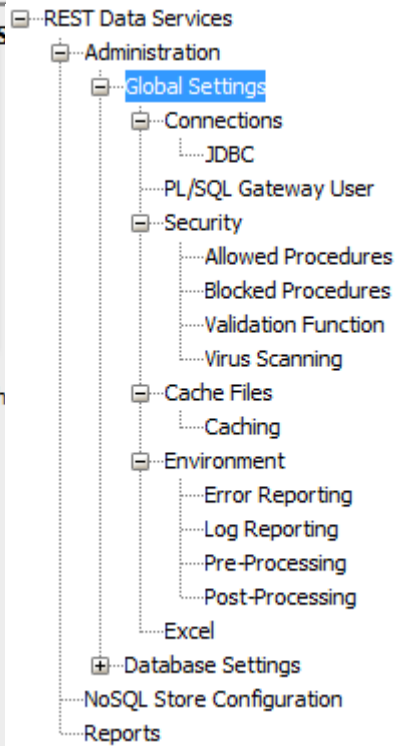 REST Data Services
Administration
Global Settings
Connections
JDBC
PL/SQL Gateway User
Security
Allowed Procedures
Blocked Procedures
Validation Function
Virus Scanning
Cache Files
Caching
Environment
Error Reporting
Log Reporting
Pre-Processing
Post-Processing
Excel
Database Settings
NoSQL Store Configuration
Reports